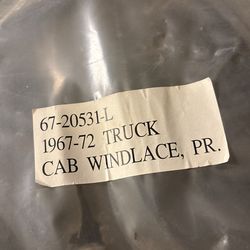 67-20531-L
1967-72 TRUCK
CAB WINDLACE, PR.